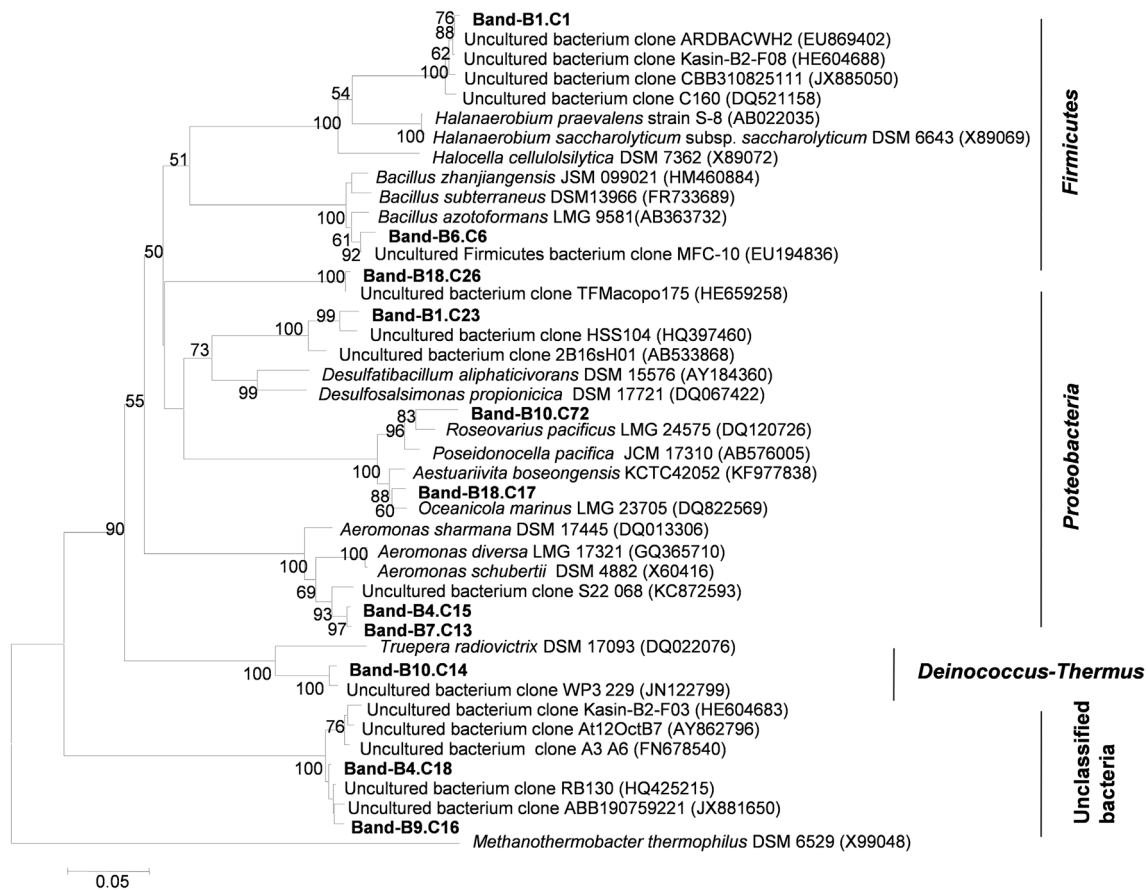 76
Band-B1.C1
88
Uncultured bacterium clone ARDBACWH2 (EU869402)
62
Uncultured bacterium clone Kasin-B2-F08 (HE604688)
100
Uncultured bacterium clone CBB310825111 (JX885050)
54
Uncultured bacterium clone C160 (DQ521158)
100
Halanaerobium praevalens strain S-8 (AB022035)
100
Halanaerobium saccharolyticum subsp. saccharolyticum DSM 6643 (X89069)
51
Halocella cellulolsilytica DSM 7362 (X89072)
Bacillus zhanjiangensis JSM 099021 (HM460884)
Bacillus subterraneus DSM13966 (FR733689)
100
Bacillus azotoformans LMG 9581(AB363732)
61
Band-B6.C6
50
92
Uncultured Firmicutes bacterium clone MFC-10 (EU194836)
Firmicutes
100
Band-B18.C26
Uncultured bacterium clone TFMacopo175 (HE659258)
99
Band-B1.C23
100
Uncultured bacterium clone HSS104 (HQ397460)
73
Uncultured bacterium clone 2B16sH01 (AB533868)
Desulfatibacillum aliphaticivorans DSM 15576 (AY184360)
99
Desulfosalsimonas propionicica DSM 17721 (DQ067422)
55
83
Band-B10.C72
96
Roseovarius pacificus LMG 24575 (DQ120726)
Poseidonocella pacifica JCM 17310 (AB576005)
100
Aestuariivita boseongensis KCTC42052 (KF977838)
88
Band-B18.C17
60
Oceanicola marinus LMG 23705 (DQ822569)
90
Aeromonas sharmana DSM 17445 (DQ013306)
100
Aeromonas diversa LMG 17321 (GQ365710)
100
Aeromonas schubertii DSM 4882 (X60416)
69
Uncultured bacterium clone S22 068 (KC872593)
93
Band-B4.C15
97
Band-B7.C13
Proteobacteria
Truepera radiovictrix DSM 17093 (DQ022076)
100
Band-B10.C14
100
Uncultured bacterium clone WP3 229 (JN122799)
Deinococcus-Thermus
Uncultured bacterium clone Kasin-B2-F03 (HE604683)
76
Uncultured bacterium clone At12OctB7 (AY862796)
Uncultured bacterium clone A3 A6 (FN678540)
100
Band-B4.C18
Uncultured bacterium clone RB130 (HQ425215)
Uncultured bacterium clone ABB190759221 (JX881650)
Band-B9.C16
Unclassified
bacteria
Methanothermobacter thermophilus DSM 6529 (X99048)
0.05